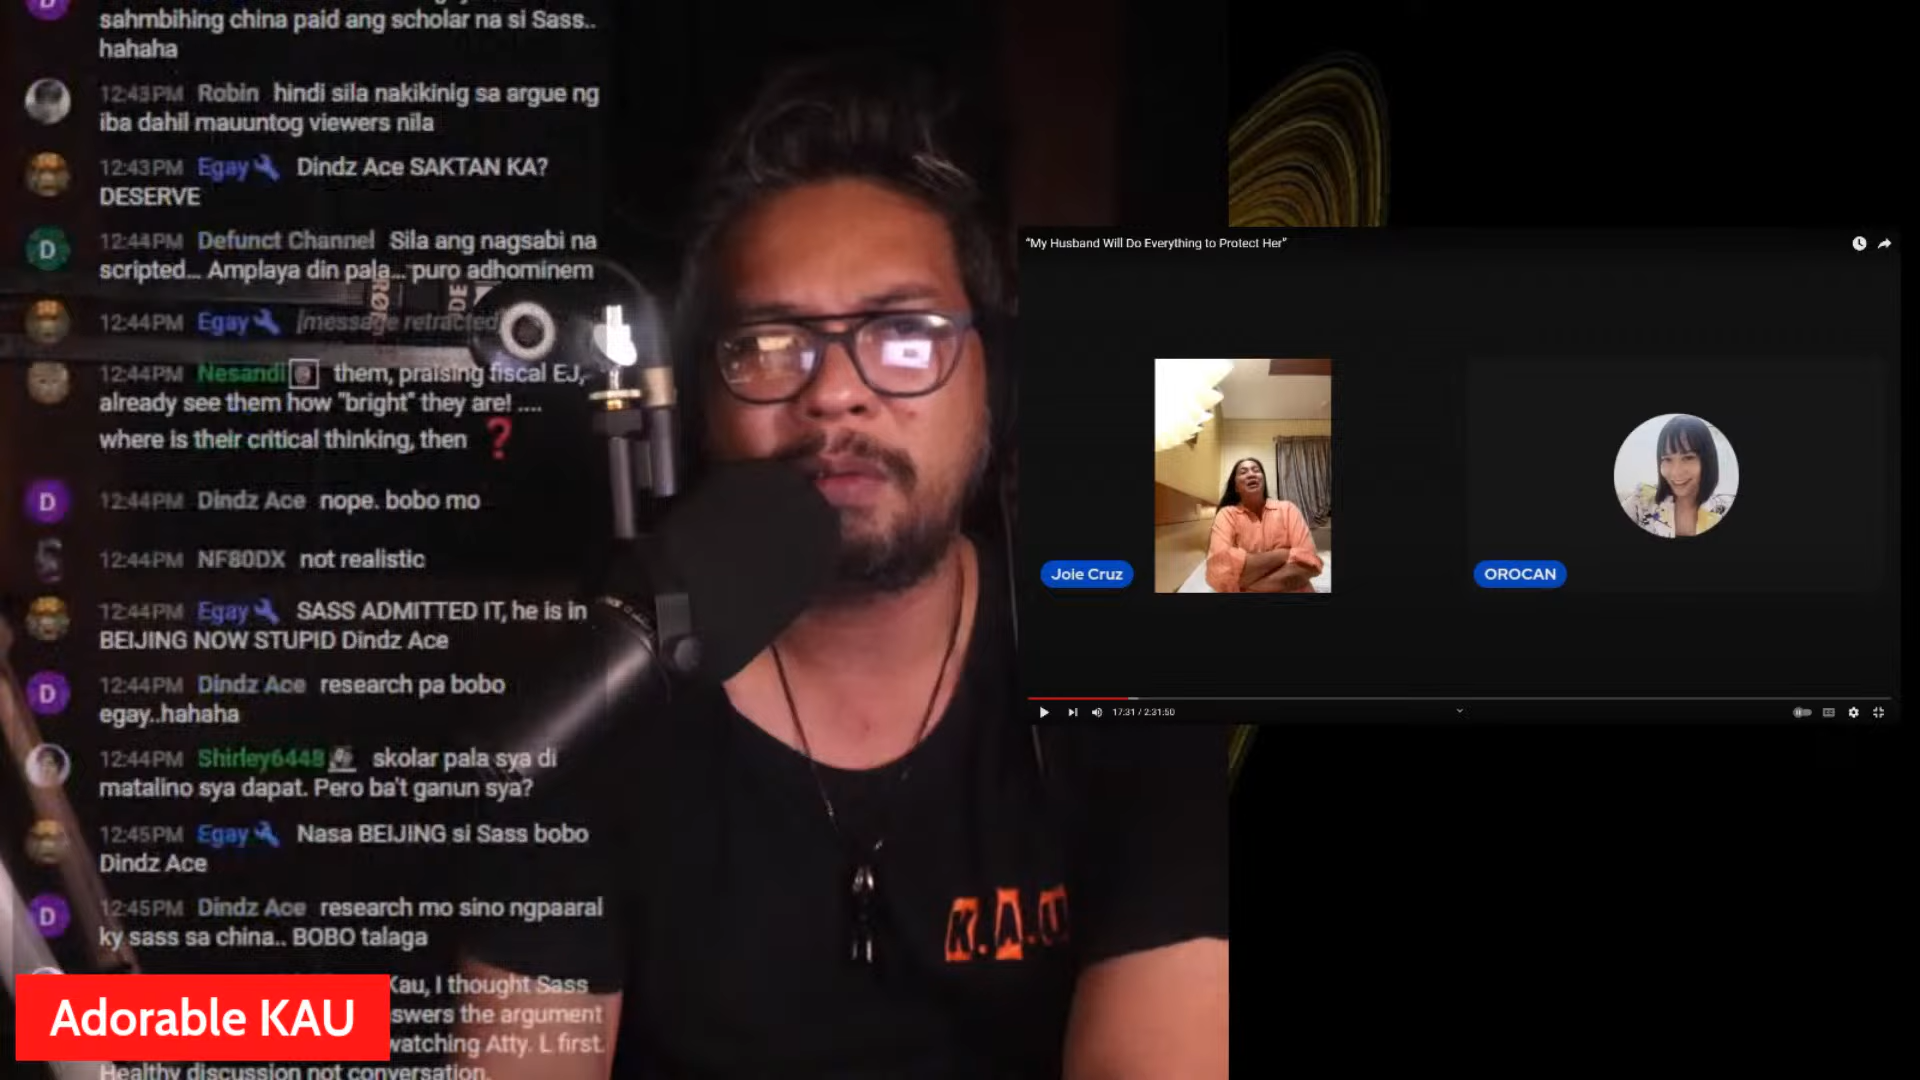 sahmbihing china paid ang scholar na si Sass..
hahaha
12:43PM Robin hindi sila nakikinig sa argue ng
iba dahil mauuntog viewers nila
12:43PM Egay Dindz Ace SAKTAN KA?
DESERVE
D
12:44PM Defunct Channel Sila ang nagsabi na
scripted... Amplaya din pala... puro adhominem
12:44PM Egay [message retracted]
12:44PM Nesandi them, praising fiscal EJ,
already see them how "bright" they are! ....
where is their critical thinking, then ❓
D
12:44PM Dindz Ace nope. bobo mo
12:44PM NF80DX not realistic
12:44PM Egay SASS ADMITTED IT, he is in
BEIJING NOW STUPID Dindz Ace
D
12:44PM Dindz Ace research pa bobo
egay..hahaha
12:44PM Shirley6448 skolar pala sya di
matalino sya dapat. Pero ba't ganun sya?
12:45PM Egay Nasa BEIJING si Sass bobo
Dindz Ace
D
12:45PM Dindz Ace research mo sino ngpaaral
ky sass sa china.. BOBO talaga
Kau, I thought Sass
swers the argument
watching Atty. L first.
Healthy discussion not conversation.
Adorable KAU
K.A.U
“My Husband Will Do Everything to Protect Her”
Joie Cruz
OROCAN
17:31 / 2:31:50